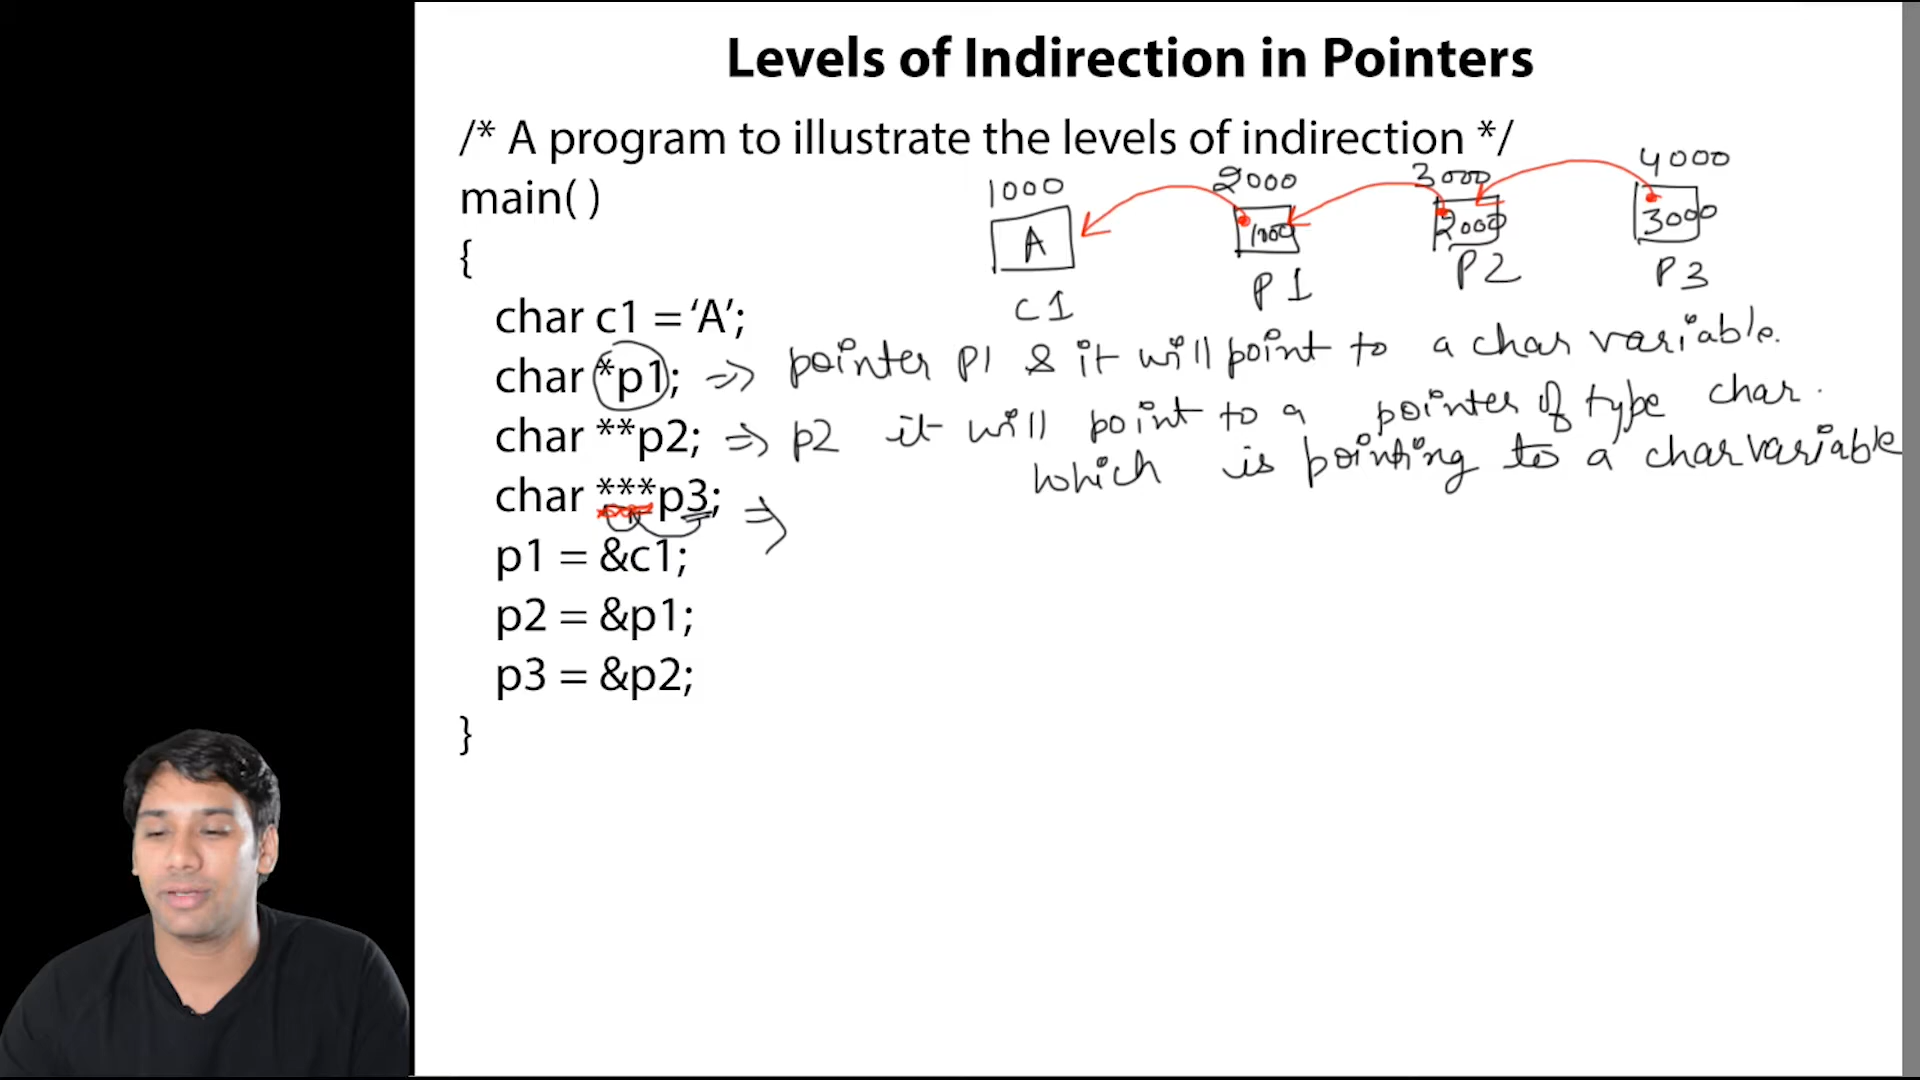 Levels of Indirection in Pointers
/* A program to illustrate the levels of indirection */
main( )
1000 2000 3000 4000
A 1000 2000 3000
C1 P1 P2 P3
{
char c1 = ‘A’;
char *p1; => pointer p1 & it will point to a char variable.
char **p2; => p2 it will point to a pointer of type char.
which is pointing to a char variable
char ***p3; =>
p1 = &c1;
p2 = &p1;
p3 = &p2;
}